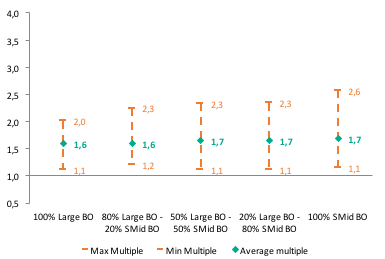 4,0
3,5
3,0
2,5
2,0
1,5
1,0
0,5
2,0
1,6
1,1
2,3
1,6
1,2
2,3
1,7
1,1
2,3
1,7
1,1
2,6
1,7
1,1
100% Large BO
80% Large BO -
20% SMid BO
50% Large BO -
50% SMid BO
20% Large BO -
80% SMid BO
100% SMid BO
Max Multiple
Min Multiple
Average multiple